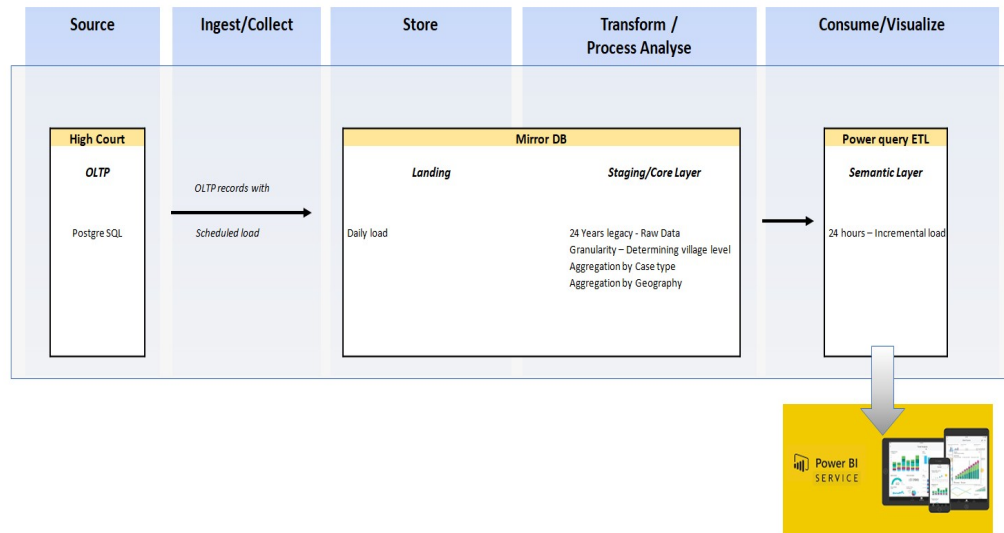 Source
Ingest/Collect
Store
Transform /
Process Analyse
Consume/Visualize
High Court
OLTP
Postgre SQL
OLTP records with
Scheduled load
Mirror DB
Landing
Daily load
Staging/Core Layer
24 Years legacy - Raw Data
Granularity – Determining village level
Aggregation by Case type
Aggregation by Geography
Power query ETL
Semantic Layer
24 hours – Incremental load
Power BI
SERVICE